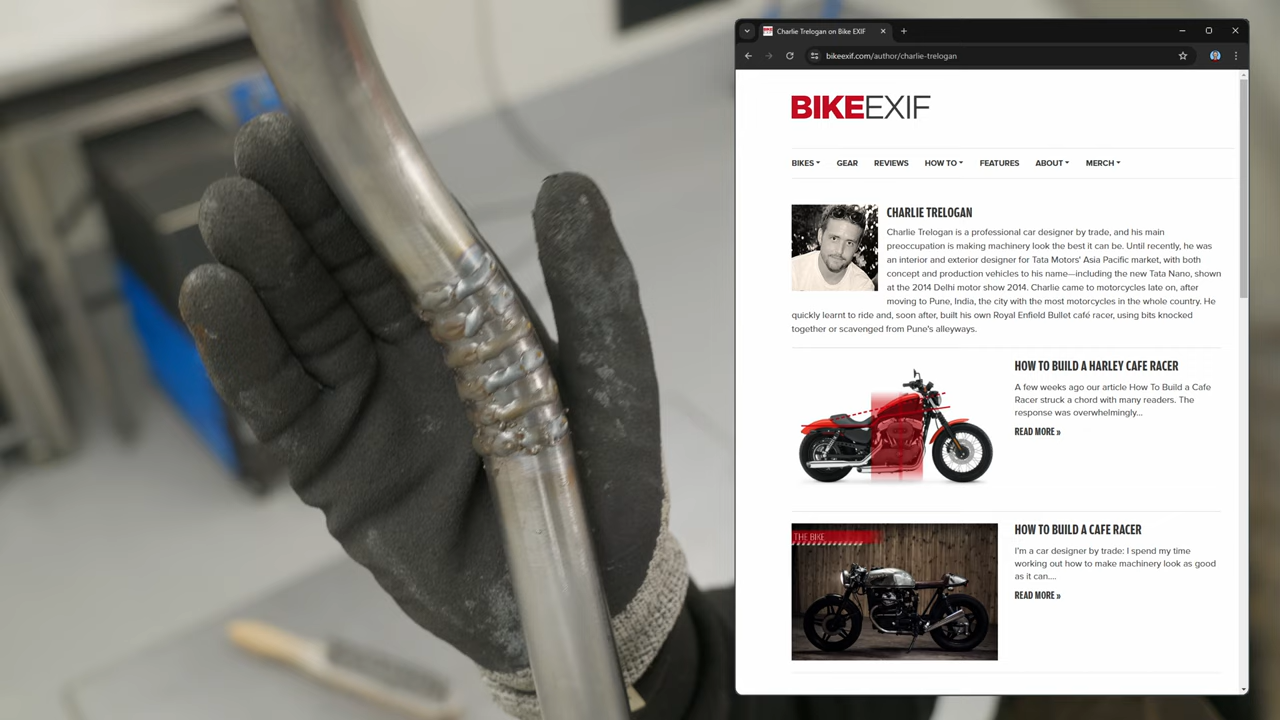 Charlie Trelogan on Bike EXIF
bikeexif.com/author/charlie-trelogan
BIKEEXIF
BIKES GEAR REVIEWS HOW TO FEATURES ABOUT MERCH
CHARLIE TRELOGAN
Charlie Trelogan is a professional car designer by trade, and his main
preoccupation is making machinery look the best it can be. Until recently, he was
an interior and exterior designer for Tata Motors' Asia Pacific market, with both
concept and production vehicles to his name—including the new Tata Nano, shown
at the 2014 Delhi motor show 2014. Charlie came to motorcycles late on, after
moving to Pune, India, the city with the most motorcycles in the whole country. He
quickly learnt to ride and, soon after, built his own Royal Enfield Bullet café racer, using bits knocked
together or scavenged from Pune's alleyways.
HOW TO BUILD A HARLEY CAFE RACER
A few weeks ago our article How To Build a Cafe
Racer struck a chord with many readers. The
response was overwhelmingly...
READ MORE »
THE BIKE
HOW TO BUILD A CAFE RACER
I'm a car designer by trade: I spend my time
working out how to make machinery look as good
as it can....
READ MORE »